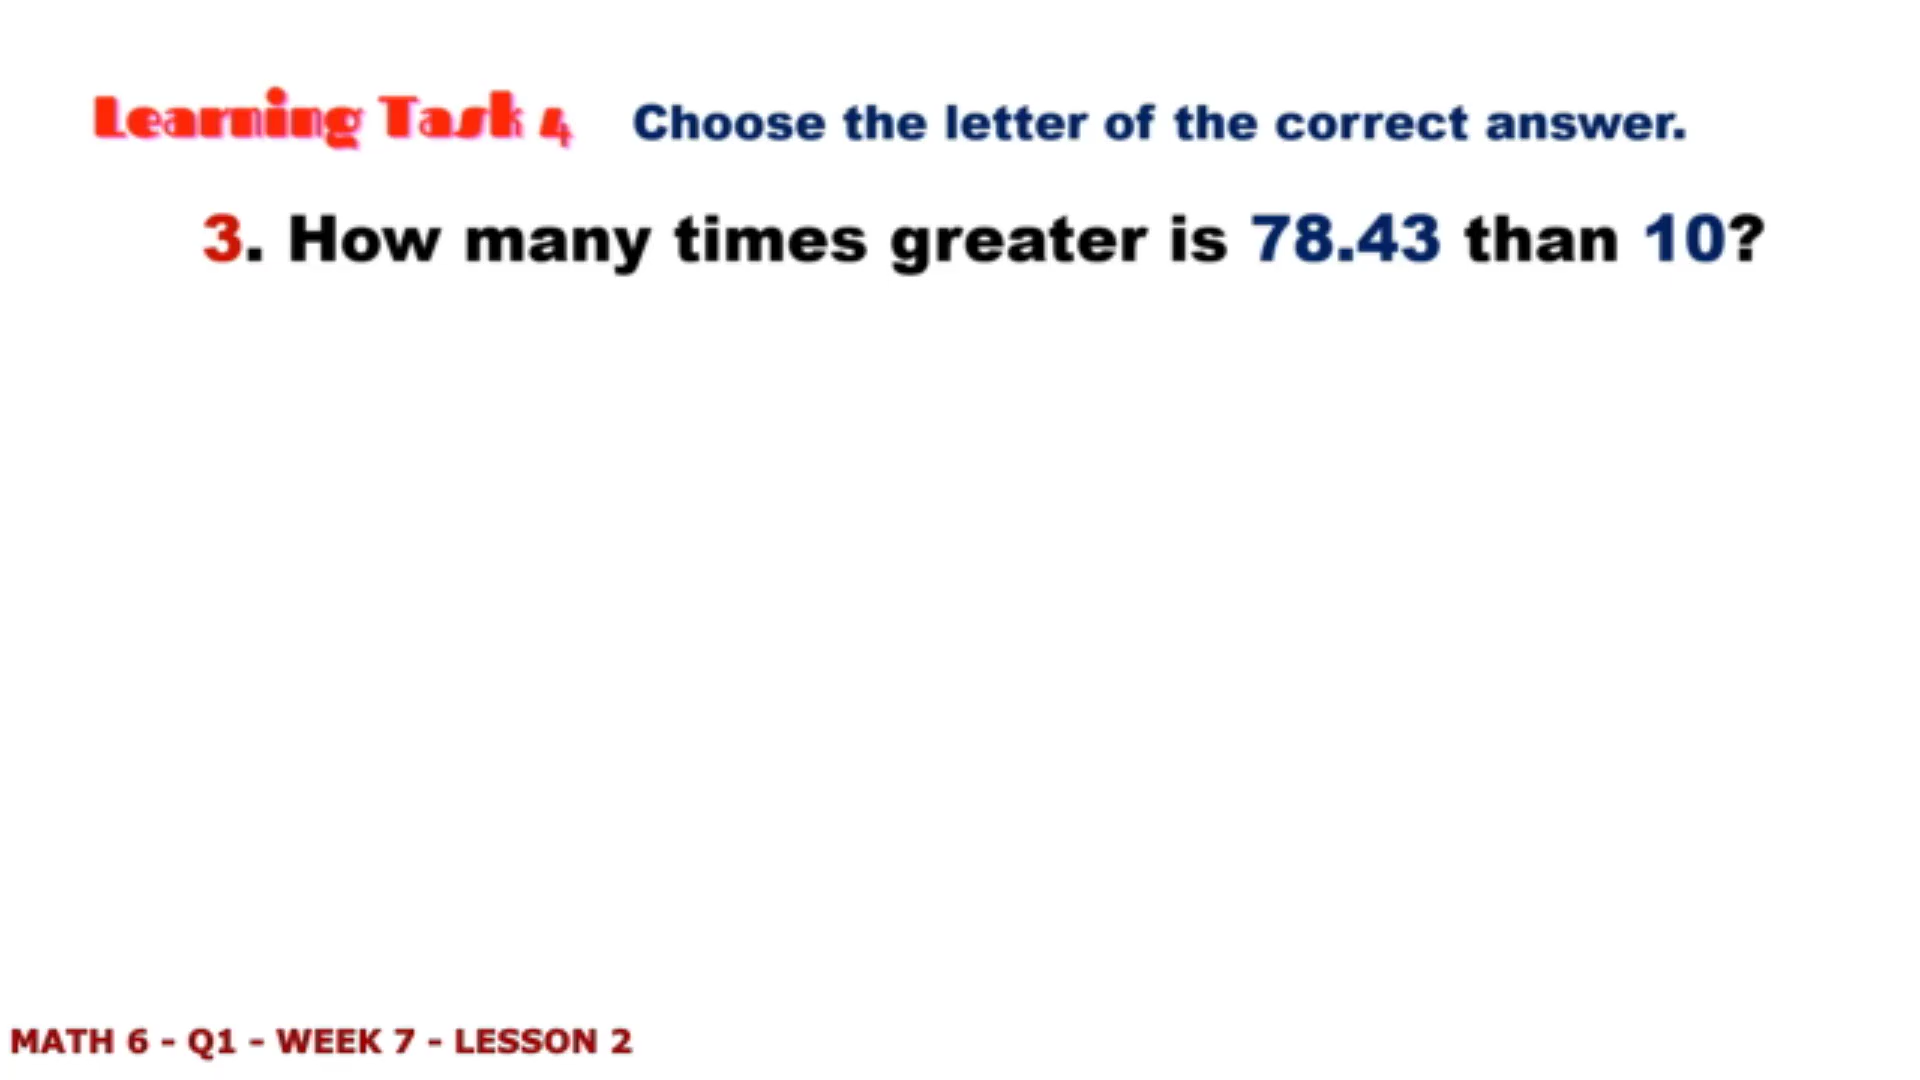 Learning Task 4 Choose the letter of the correct answer.
3. How many times greater is 78.43 than 10?
MATH 6 - Q1 - WEEK 7 - LESSON 2